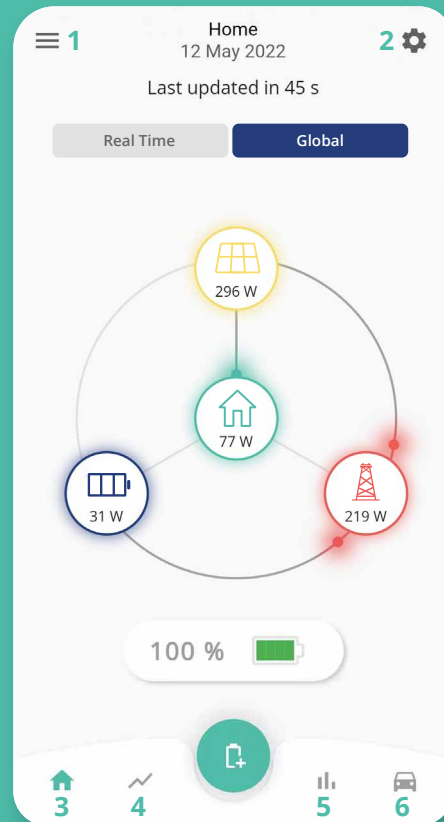 1
Home
2
12 May 2022
Last updated in 45 s
Real Time
Global
296 W
77 W
31 W
219 W
100 %
3
4
5
6